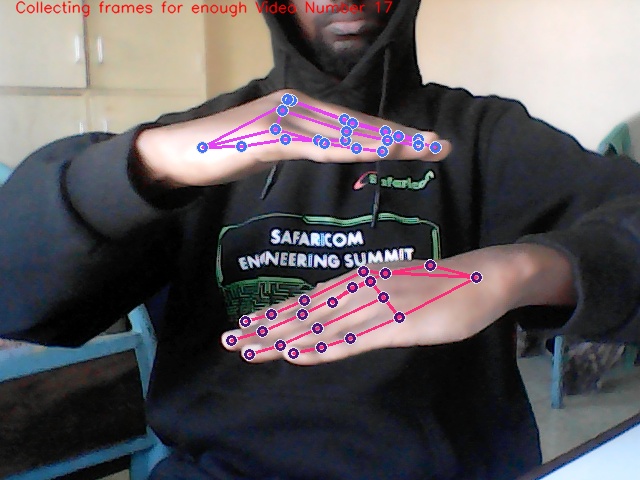 Collecting frames for enough Video Number 17
Safaricom
SAFARICOM
ENGINEERING SUMMIT